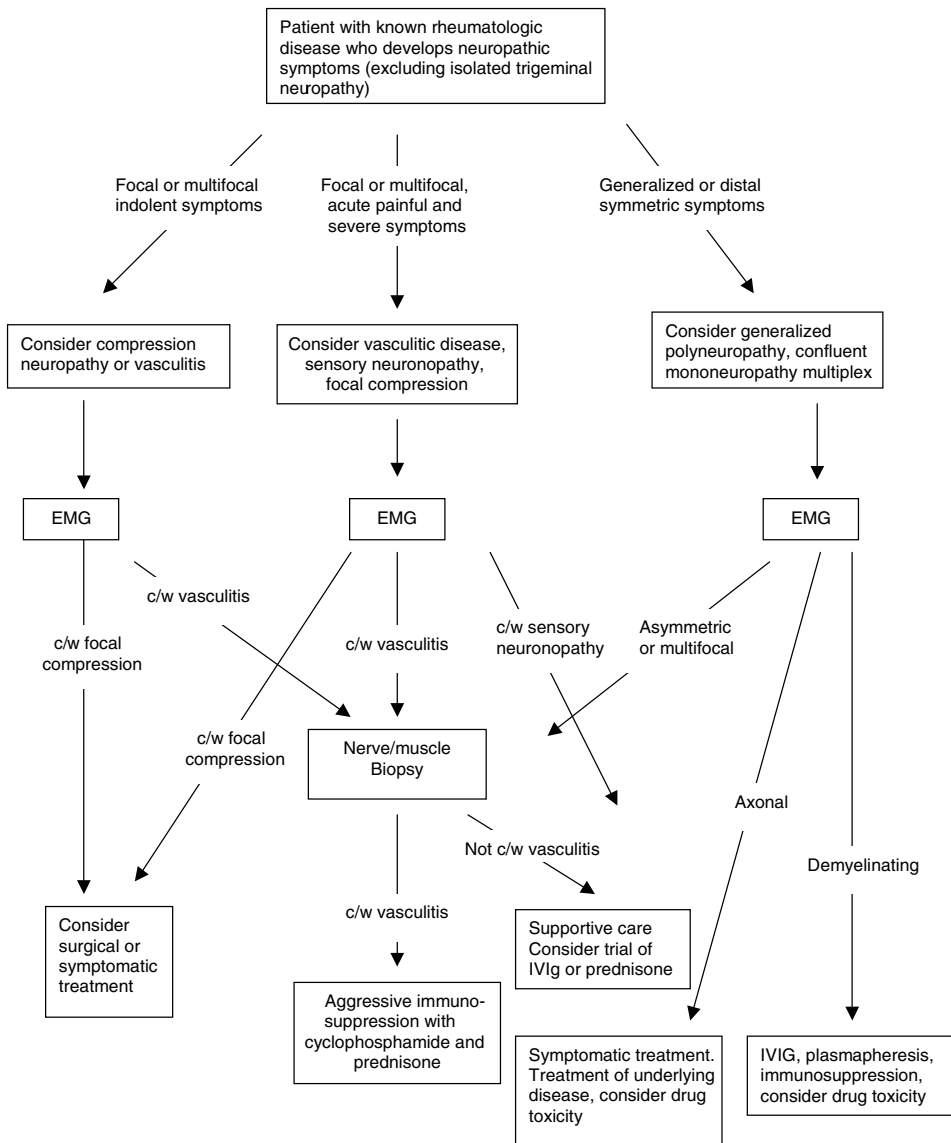 Patient with known rheumatologic
disease who develops neuropathic
symptoms (excluding isolated trigeminal
neuropathy)
Focal or multifocal
indolent symptoms
Focal or multifocal,
acute painful and
severe symptoms
Generalized or distal
symmetric symptoms
Consider compression
neuropathy or vasculitis
Consider vasculitic disease,
sensory neuronopathy,
focal compression
Consider generalized
polyneuropathy, confluent
mononeuropathy multiplex
EMG
EMG
EMG
c/w vasculitis
c/w focal
compression
c/w vasculitis
c/w sensory
neuronopathy
Asymmetric
or multifocal
c/w focal
compression
Nerve/muscle
Biopsy
Axonal
Not c/w vasculitis
Demyelinating
c/w vasculitis
Consider
surgical or
symptomatic
treatment
Supportive care
Consider trial of
IVIg or prednisone
Aggressive immuno-
suppression with
cyclophosphamide and
prednisone
Symptomatic treatment.
Treatment of underlying
disease, consider drug
toxicity
IVIG, plasmapheresis,
immunosuppression,
consider drug toxicity